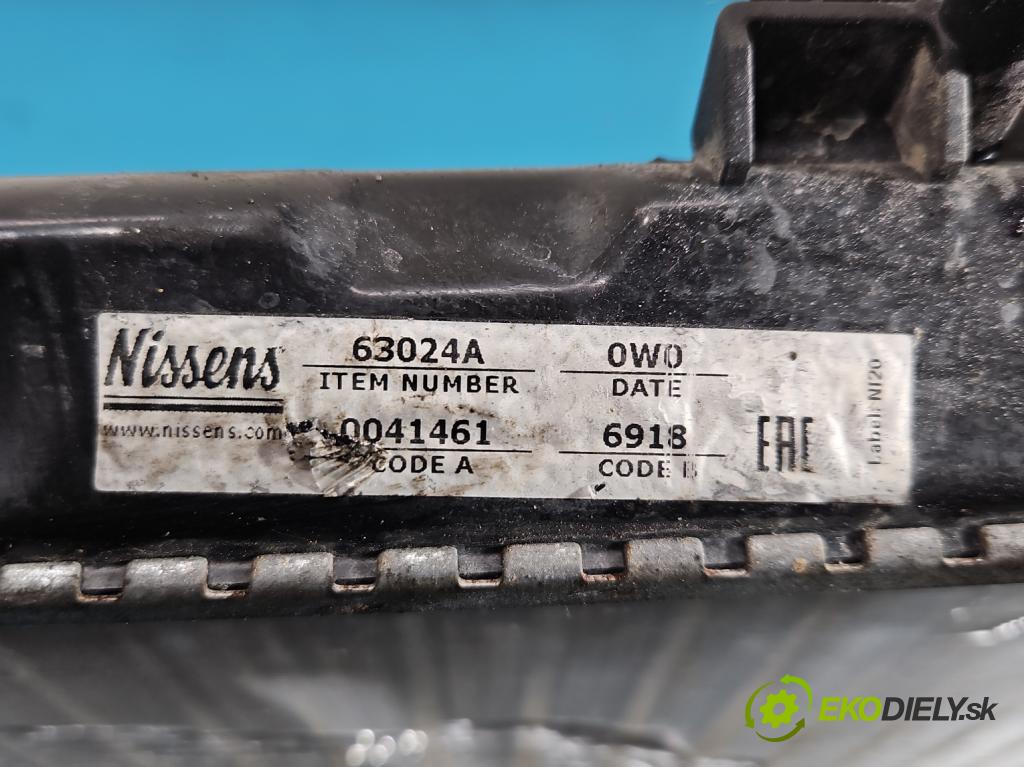 Nissens
www.nissens.com
63024A
ITEM NUMBER
0W0
DATE
0041461
CODE A
6918
CODE B
EAC
Label: NI20
EKODIELY.sk